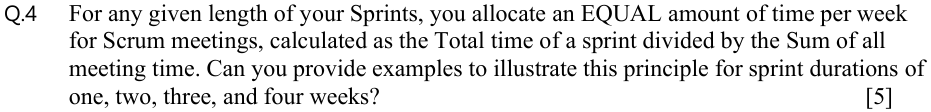 Q.4 For any given length of your Sprints, you allocate an EQUAL amount of time per week
for Scrum meetings, calculated as the Total time of a sprint divided by the Sum of all
meeting time. Can you provide examples to illustrate this principle for sprint durations of
one, two, three, and four weeks? [5]